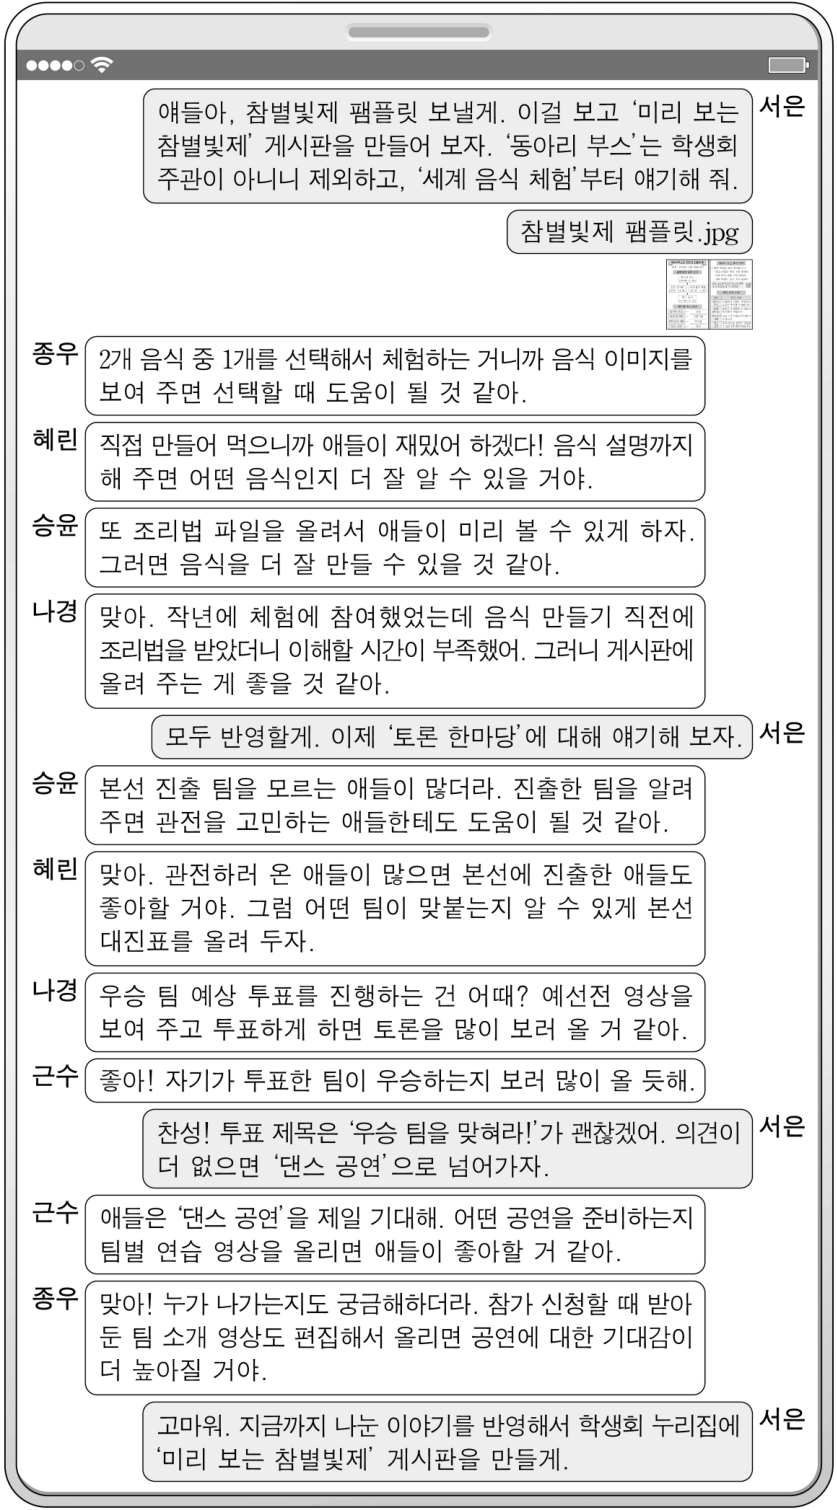 얘들아, 참별빛제 팸플릿 보낼게. 이걸 보고 ‘미리 보는
참별빛제’ 게시판을 만들어 보자. ‘동아리 부스’는 학생회
주관이 아니니 제외하고, ‘세계 음식 체험’부터 얘기해 줘.
서은
참별빛제 팸플릿.jpg
종우
2개 음식 중 1개를 선택해서 체험하는 거니까 음식 이미지를
보여 주면 선택할 때 도움이 될 것 같아.
혜린
직접 만들어 먹으니까 애들이 재밌어 하겠다! 음식 설명까지
해 주면 어떤 음식인지 더 잘 알 수 있을 거야.
승윤
또 조리법 파일을 올려서 애들이 미리 볼 수 있게 하자.
그러면 음식을 더 잘 만들 수 있을 것 같아.
나경
맞아. 작년에 체험에 참여했었는데 음식 만들기 직전에
조리법을 받았더니 이해할 시간이 부족했어. 그러니 게시판에
올려 주는 게 좋을 것 같아.
모두 반영할게. 이제 ‘토론 한마당’에 대해 얘기해 보자.
서은
승윤
본선 진출 팀을 모르는 애들이 많더라. 진출한 팀을 알려
주면 관전을 고민하는 애들한테도 도움이 될 것 같아.
혜린
맞아. 관전하러 온 애들이 많으면 본선에 진출한 애들도
좋아할 거야. 그럼 어떤 팀이 맞붙는지 알 수 있게 본선
대진표를 올려 두자.
나경
우승 팀 예상 투표를 진행하는 건 어때? 예선전 영상을
보여 주고 투표하게 하면 토론을 많이 보러 올 거 같아.
근수
좋아! 자기가 투표한 팀이 우승하는지 보러 많이 올 듯해.
찬성! 투표 제목은 ‘우승 팀을 맞혀라!’가 괜찮겠어. 의견이
더 없으면 ‘댄스 공연’으로 넘어가자.
서은
근수
애들은 ‘댄스 공연’을 제일 기대해. 어떤 공연을 준비하는지
팀별 연습 영상을 올리면 애들이 좋아할 거 같아.
종우
맞아! 누가 나가는지도 궁금해하더라. 참가 신청할 때 받아
둔 팀 소개 영상도 편집해서 올리면 공연에 대한 기대감이
더 높아질 거야.
고마워. 지금까지 나눈 이야기를 반영해서 학생회 누리집에
‘미리 보는 참별빛제’ 게시판을 만들게.
서은